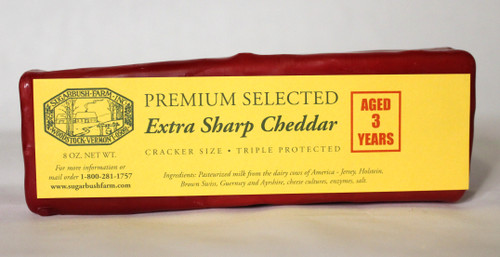 SUGARBUSH FARM, INC.
WOODSTOCK, VERMONT
8 OZ. NET WT.
For more information or
mail order 1-800-281-1757
www.sugarbushfarm.com
PREMIUM SELECTED
Extra Sharp Cheddar
CRACKER SIZE • TRIPLE PROTECTED
Ingredients: Pasteurized milk from the dairy cows of America - Jersey, Holstein,
Brown Swiss, Guernsey and Ayrshire, cheese cultures, enzymes, salt.
AGED
3
YEARS